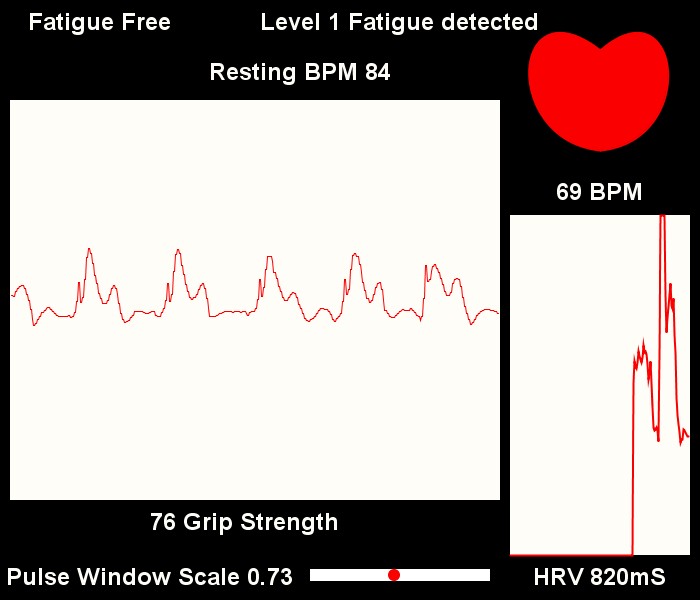 Fatigue Free
Level 1 Fatigue detected
Resting BPM 84
69 BPM
76 Grip Strength
Pulse Window Scale 0.73
HRV 820mS